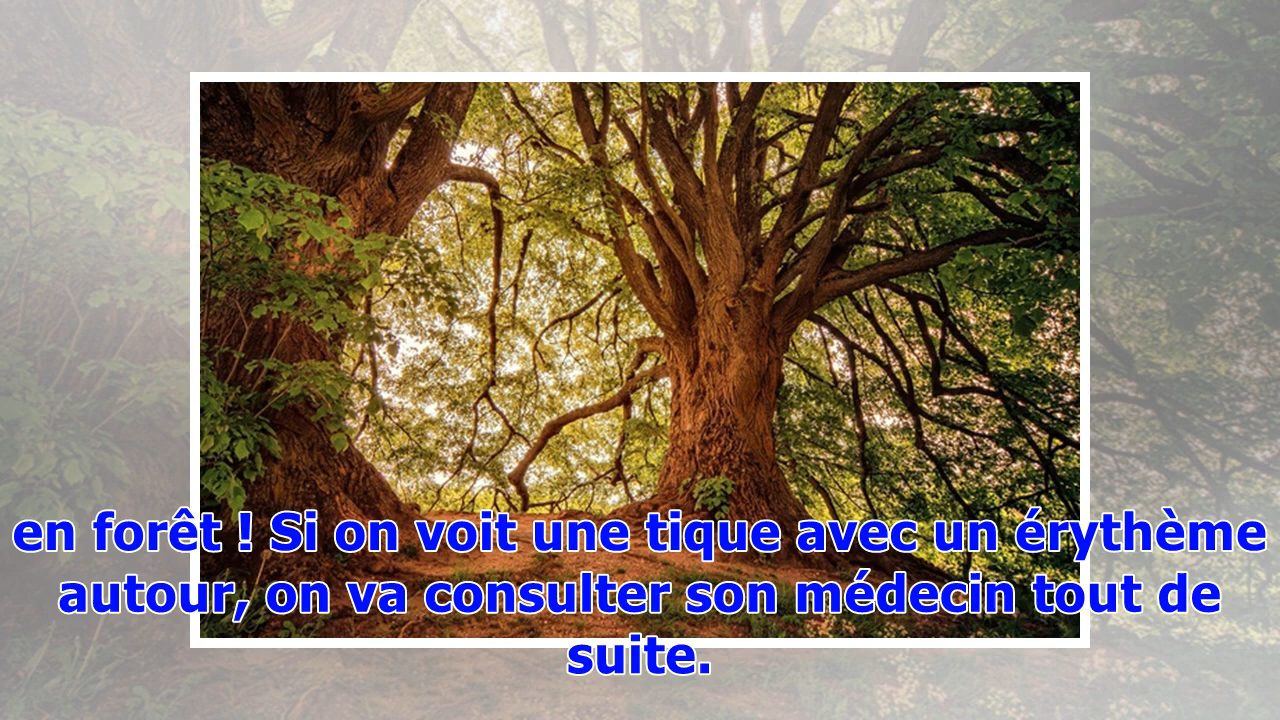 en forêt ! Si on voit une tique avec un érythème
autour, on va consulter son médecin tout de
suite.